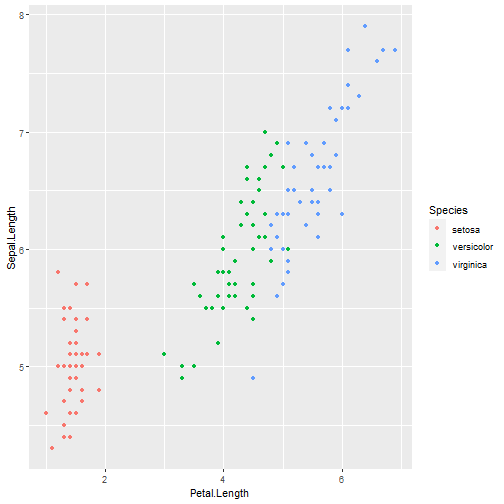 8
7
6
5
Sepal.Length
2
4
6
Petal.Length
Species
setosa
versicolor
virginica